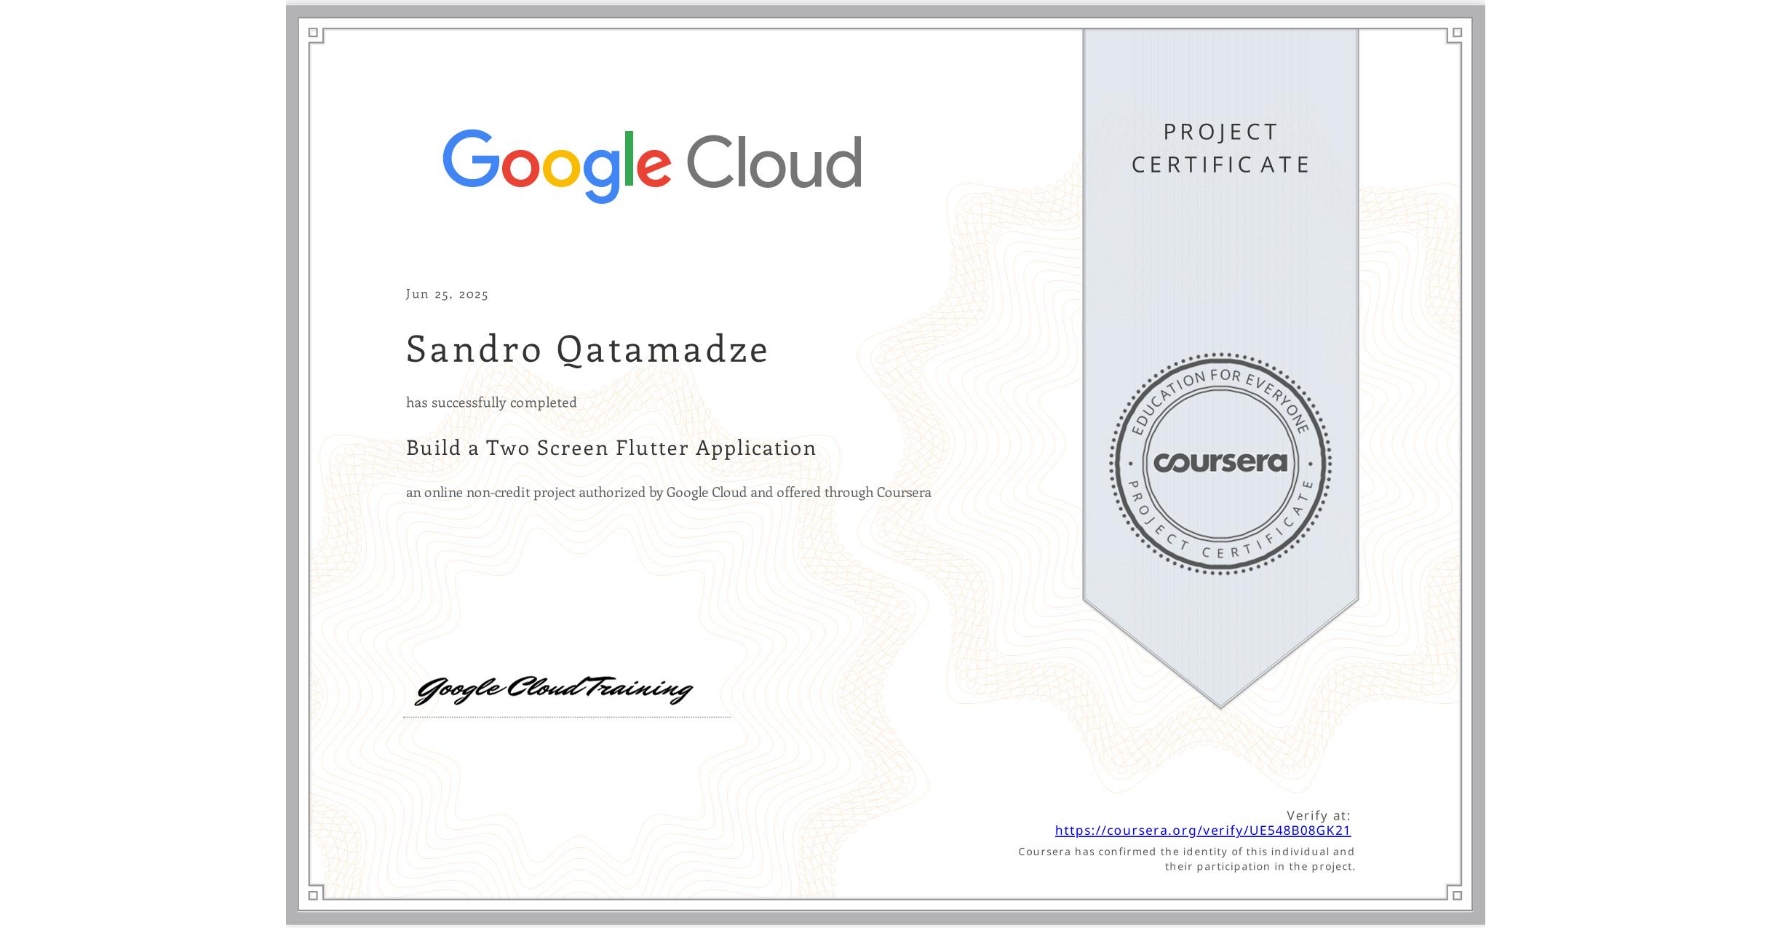 Google Cloud
PROJECT
CERTIFICATE
Jun 25, 2025
Sandro Qatamadze
has successfully completed
Build a Two Screen Flutter Application
an online non-credit project authorized by Google Cloud and offered through Coursera
EDUCATION FOR EVERYONE
coursera
PROJECT CERTIFICATE
Google Cloud Training
Verify at:
https://coursera.org/verify/UE548B08GK21
Coursera has confirmed the identity of this individual and
their participation in the project.